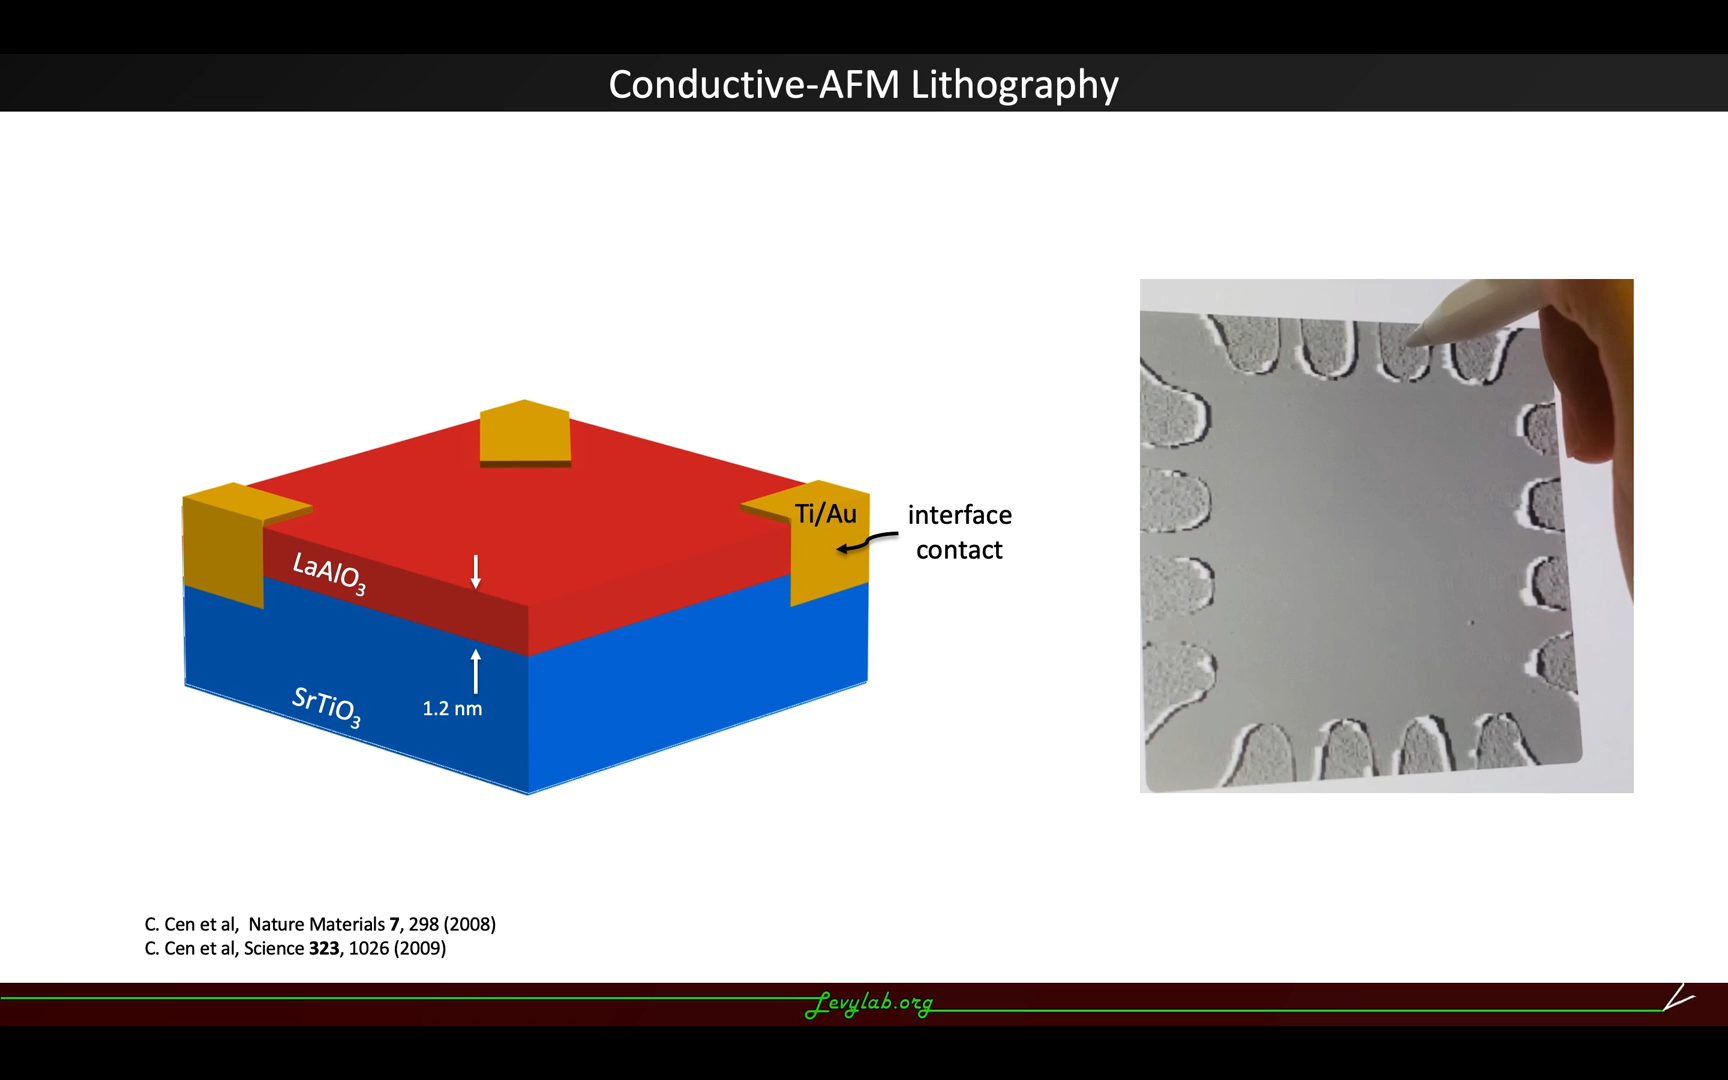 Conductive-AFM Lithography
Ti/Au
interface
contact
LaAlO₃
1.2 nm
SrTiO₃
C. Cen et al, Nature Materials 7, 298 (2008)
C. Cen et al, Science 323, 1026 (2009)
Levylab.org